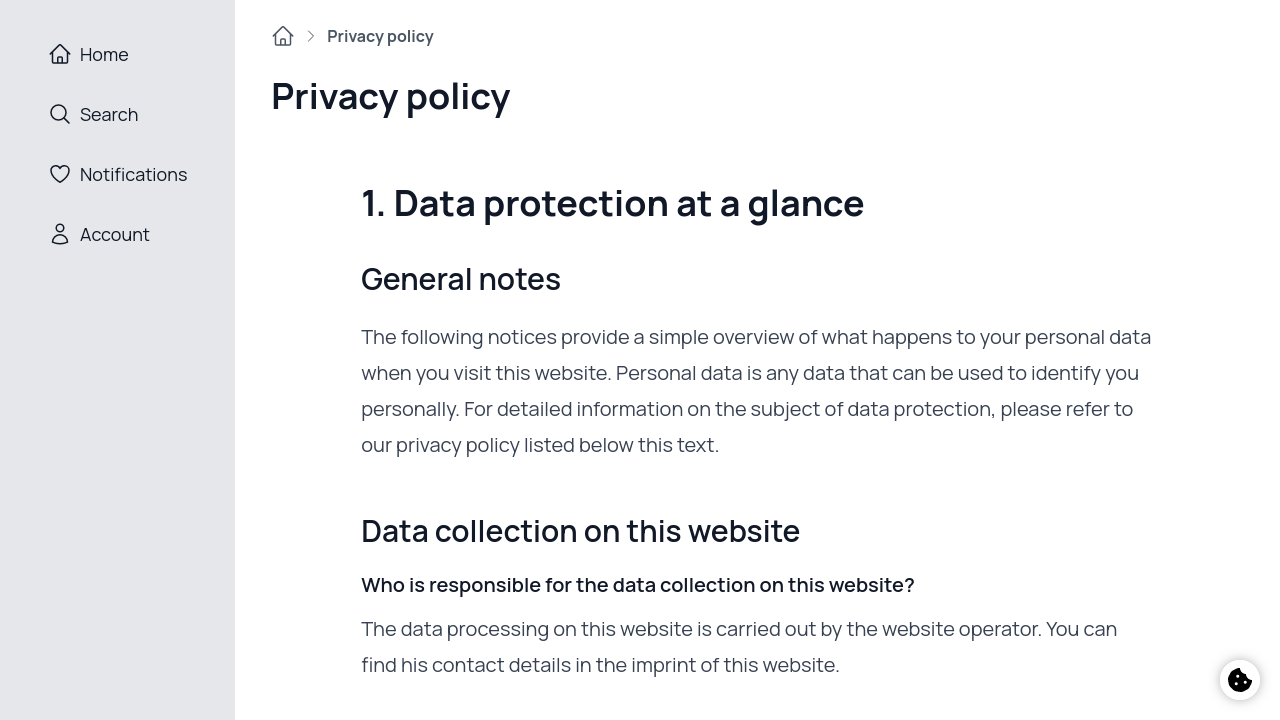 Home
Search
Notifications
Account
Privacy policy
Privacy policy
1. Data protection at a glance
General notes
The following notices provide a simple overview of what happens to your personal data
when you visit this website. Personal data is any data that can be used to identify you
personally. For detailed information on the subject of data protection, please refer to
our privacy policy listed below this text.
Data collection on this website
Who is responsible for the data collection on this website?
The data processing on this website is carried out by the website operator. You can
find his contact details in the imprint of this website.